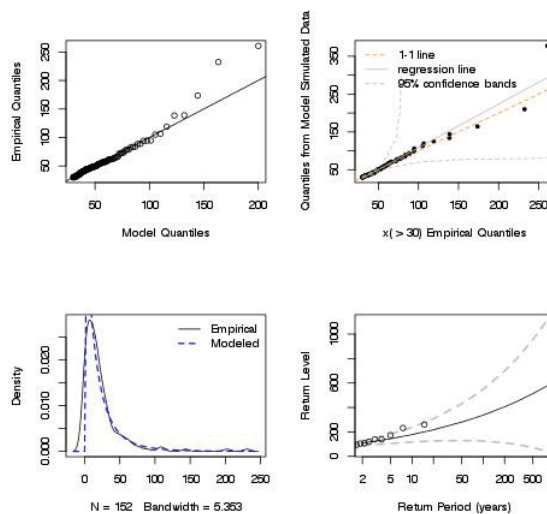 Empirical Quantiles
50 100 150 200 250
50 100 150 200
Model Quantiles
Quantiles from Model Simulated Data
50 150 250 350
1-1 line
regression line
95% confidence bands
50 100 150 200 250
x( > 30) Empirical Quantiles
Density
0.000 0.010 0.020
Empirical
Modeled
0 50 100 150 200 250
N = 152 Bandwidth = 5.353
Return Level
0 200 600 1000
2 5 10 50 200 500
Return Period (years)